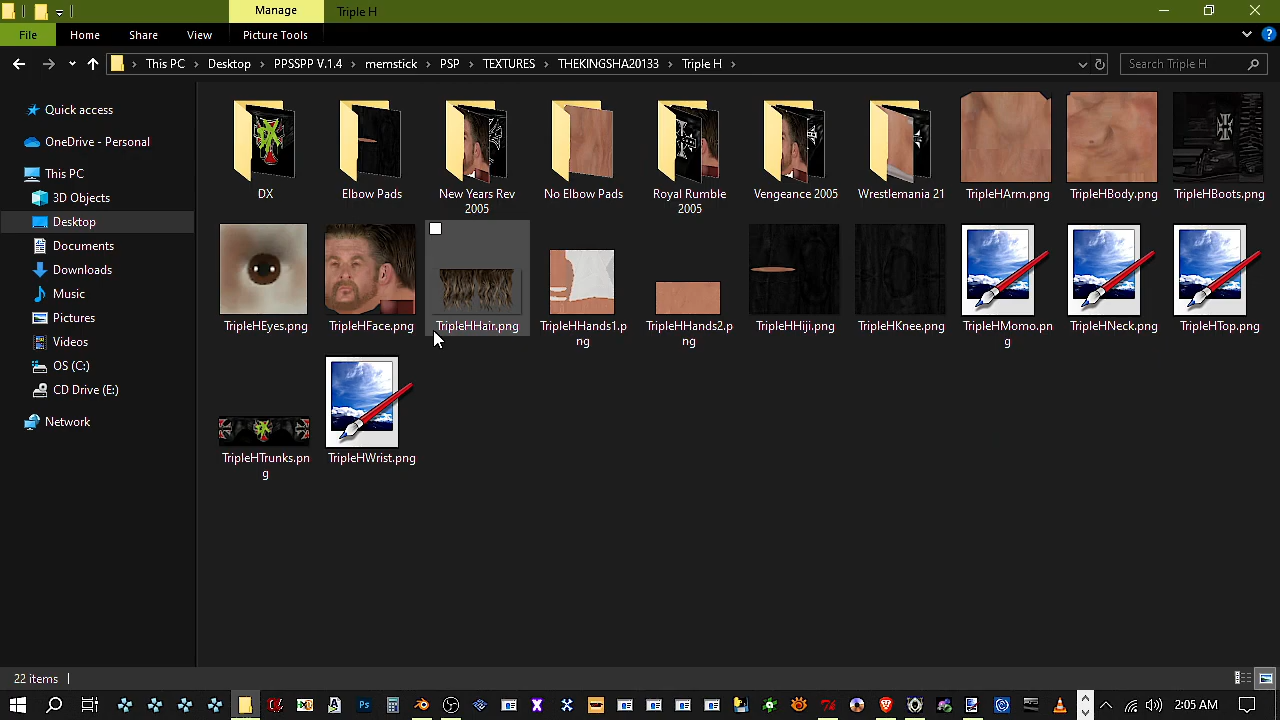 Manage
Triple H
File
Home
Share
View
Picture Tools
This PC > Desktop > PPSSPP V.1.4 > memstick > PSP > TEXTURES > THEKINGSHA20133 > Triple H >
Search Triple H
Quick access
OneDrive - Personal
This PC
3D Objects
Desktop
Documents
Downloads
Music
Pictures
Videos
OS (C:)
CD Drive (E:)
Network
DX
Elbow Pads
New Years Rev
2005
No Elbow Pads
Royal Rumble
2005
Vengeance 2005
Wrestlemania 21
TripleHArm.png
TripleHBody.png
TripleHBoots.png
TripleHEyes.png
TripleHFace.png
TripleHHair.png
TripleHHands1.p
ng
TripleHHands2.p
ng
TripleHHiji.png
TripleHKnee.png
TripleHMomo.pn
g
TripleHNeck.png
TripleHTop.png
TripleHTrunks.pn
g
TripleHWrist.png
22 items
2:05 AM